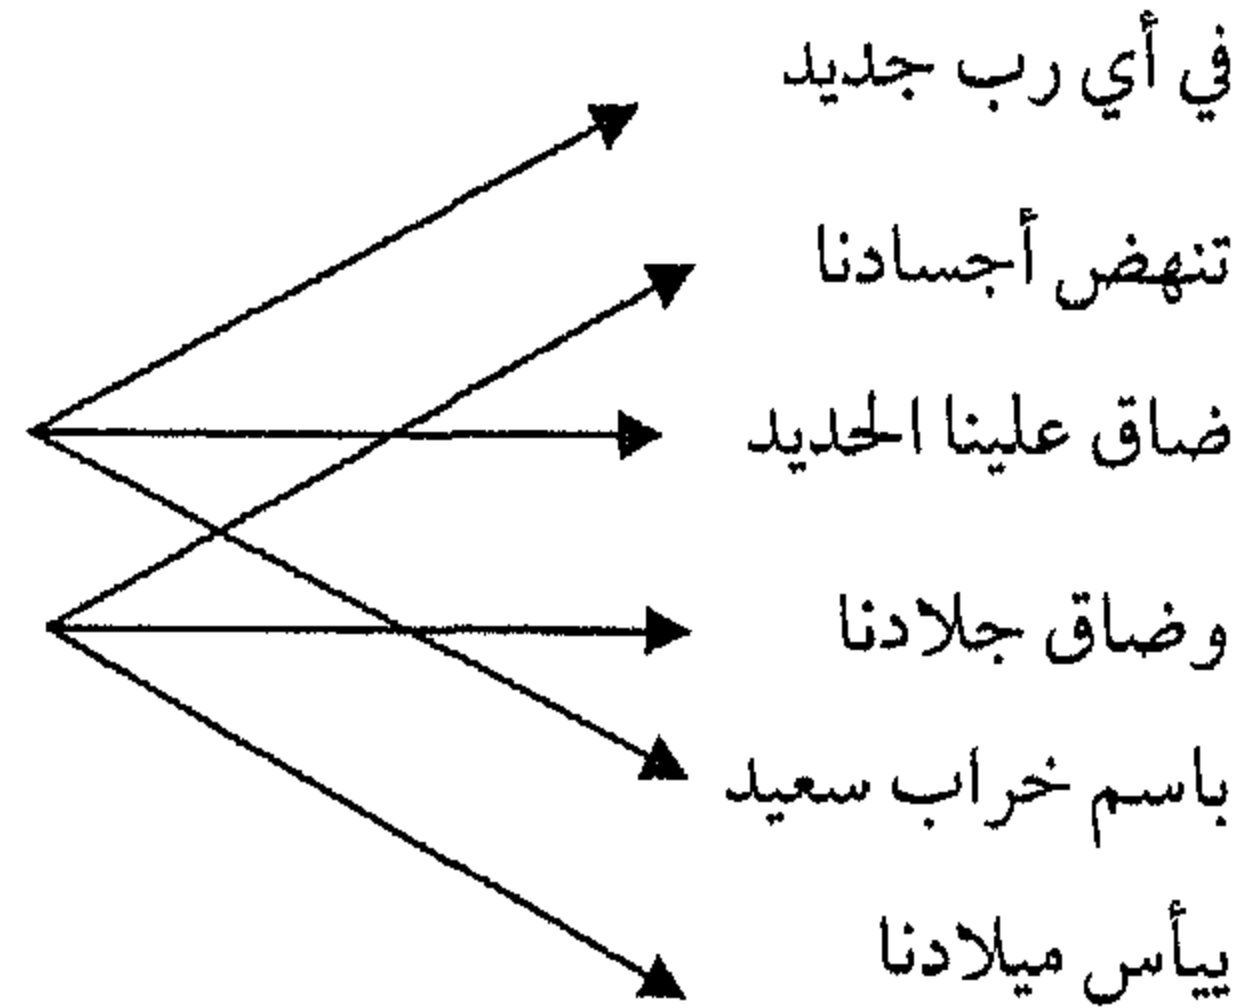 في أي رب جديد
تنهض أجسادنا
ضاق علينا الحديد
وضاق جلادنا
باسم خراب سعيد
ييأس ميلادنا